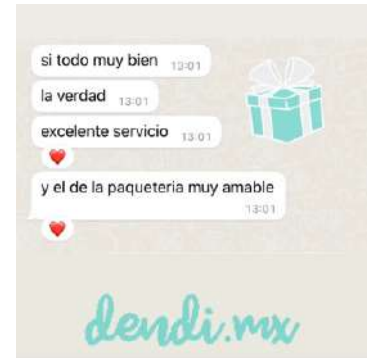 si todo muy bien 13:01
la verdad 13:01
excelente servicio 13:01
y el de la paqueteria muy amable
13:01
dendi.mx